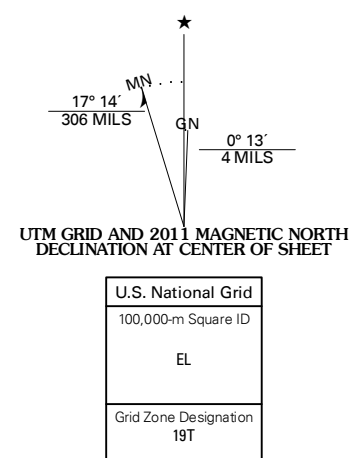 MN
17° 14´
306 MILS
GN
0° 13´
4 MILS
UTM GRID AND 2011 MAGNETIC NORTH
DECLINATION AT CENTER OF SHEET
U.S. National Grid
100,000-m Square ID
EL
Grid Zone Designation
19T